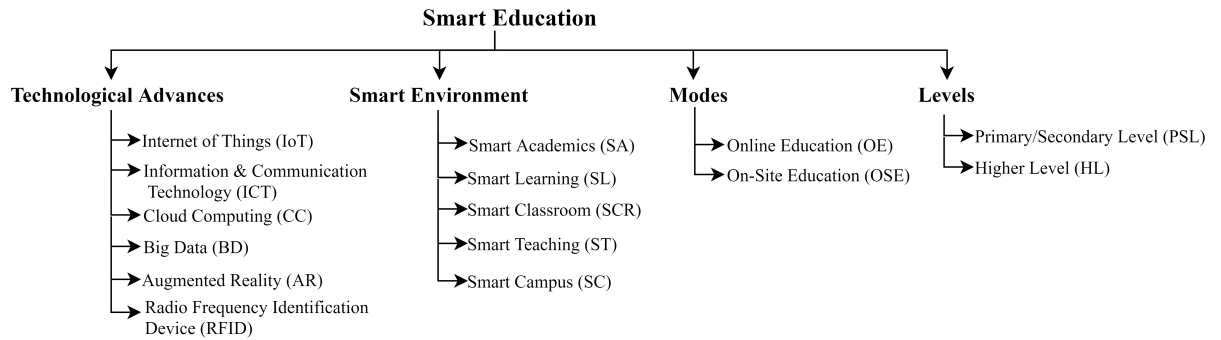 Smart Education
Technological Advances
Internet of Things (IoT)
Information & Communication
Technology (ICT)
Cloud Computing (CC)
Big Data (BD)
Augmented Reality (AR)
Radio Frequency Identification
Device (RFID)
Smart Environment
Smart Academics (SA)
Smart Learning (SL)
Smart Classroom (SCR)
Smart Teaching (ST)
Smart Campus (SC)
Modes
Online Education (OE)
On-Site Education (OSE)
Levels
Primary/Secondary Level (PSL)
Higher Level (HL)